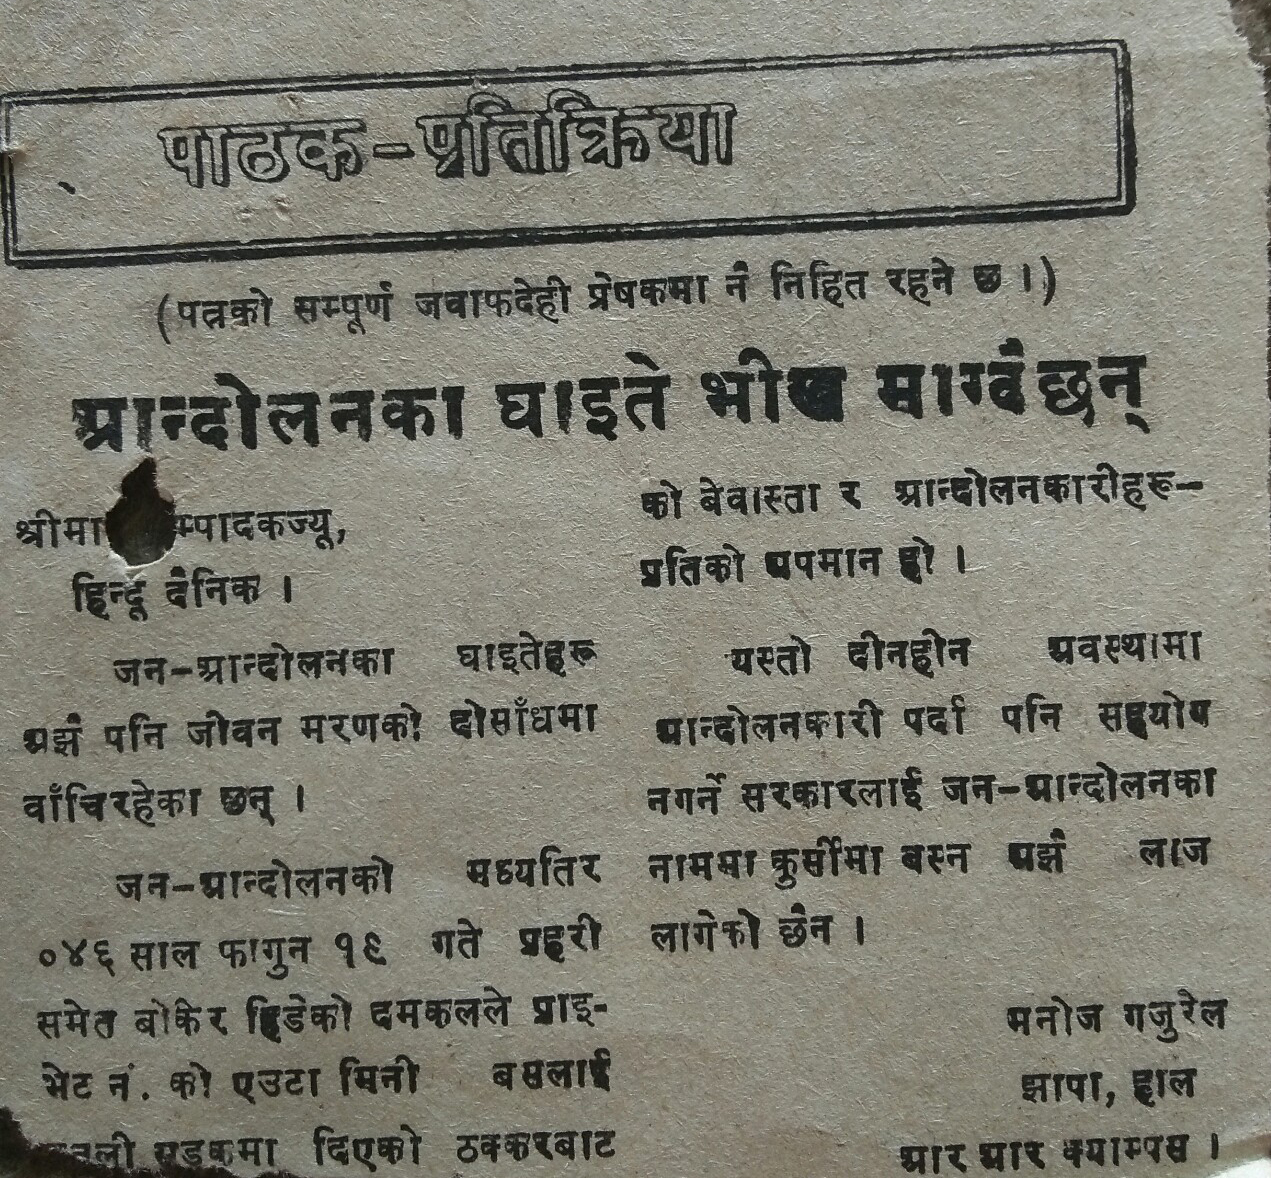 पाठक-प्रतिक्रिया
(पत्रको सम्पूर्ण जवाफदेही प्रेषकमा नै निहित रहने छ ।)
आन्दोलनका घाइते भीख माग्दैछन्
श्रीमा म्पादकज्यू,
हिन्दू दैनिक ।
जन-आन्दोलनका घाइतेहरू
अझै पनि जीवन मरणको दोसाँधमा
वाँचिरहेका छन् ।
जन-आन्दोलनको मध्यतिर
०४६ साल फागुन १९ गते प्रहरी
समेत बोकेर हिडेको दमकलले प्राइ-
भेट नं. को एउटा मिनी बसलाई
सडकमा दिएको ठक्करबाट
को बेवास्ता र आन्दोलनकारीहरू-
प्रतिको अपमान हो ।
यस्तो दीनहीन अवस्थामा
आन्दोलनकारी पर्दा पनि सहयोग
नगर्ने सरकारलाई जन-आन्दोलनका
नाममा कुर्सीमा बस्न अझै लाज
लागेको छैन ।
मनोज गजुरेल
झापा, हाल
आर आर क्याम्पस ।